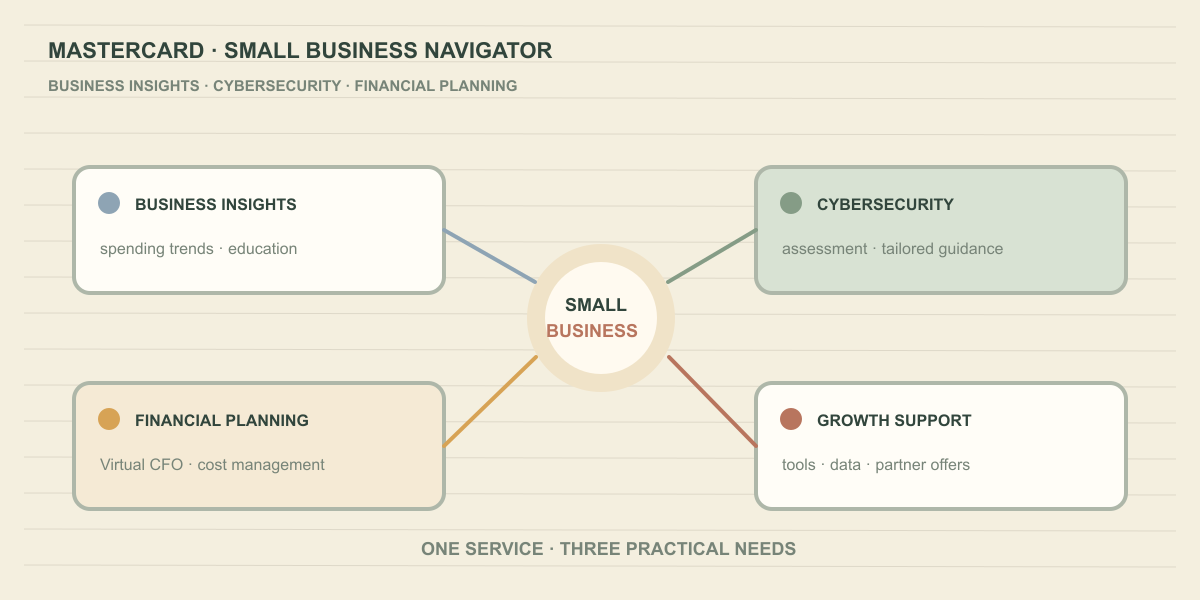 MASTERCARD · SMALL BUSINESS NAVIGATOR
BUSINESS INSIGHTS · CYBERSECURITY · FINANCIAL PLANNING
BUSINESS INSIGHTS
spending trends · education
CYBERSECURITY
assessment · tailored guidance
SMALL
BUSINESS
FINANCIAL PLANNING
Virtual CFO · cost management
GROWTH SUPPORT
tools · data · partner offers
ONE SERVICE · THREE PRACTICAL NEEDS